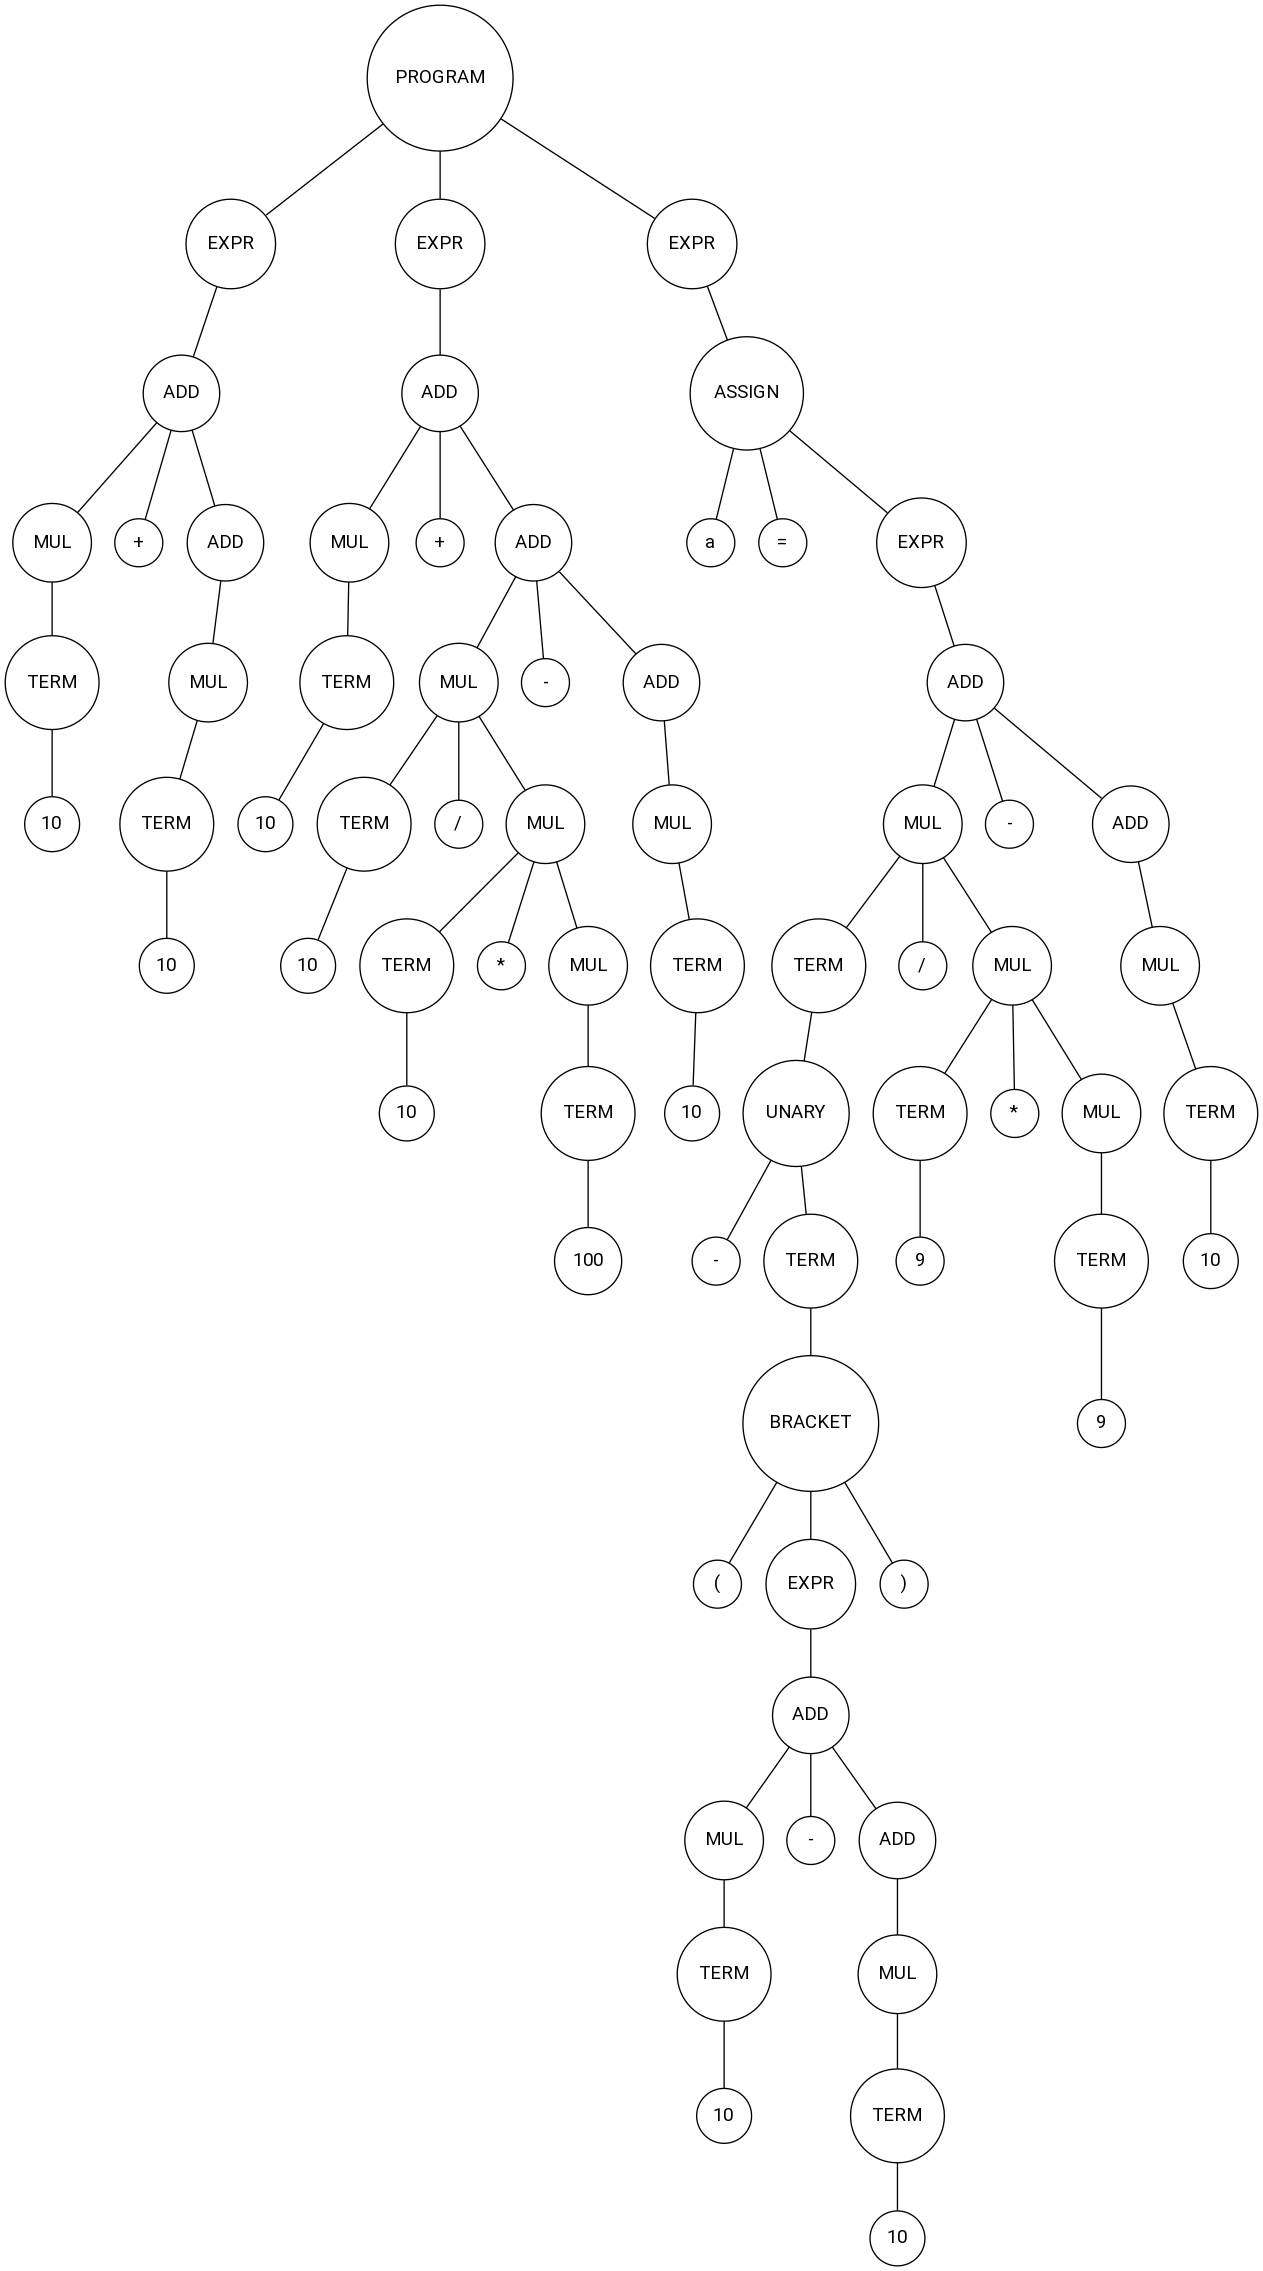 PROGRAM
EXPR EXPR EXPR
ADD ADD ASSIGN
MUL + ADD MUL + ADD a = EXPR
TERM MUL TERM MUL - ADD ADD
10 TERM 10 TERM / MUL MUL MUL - ADD
10 10 TERM * MUL TERM TERM / MUL MUL
10 TERM 10 UNARY TERM * MUL TERM
100 - TERM 9 TERM 10
BRACKET 9
( EXPR )
ADD
MUL - ADD
TERM MUL
10 TERM
10